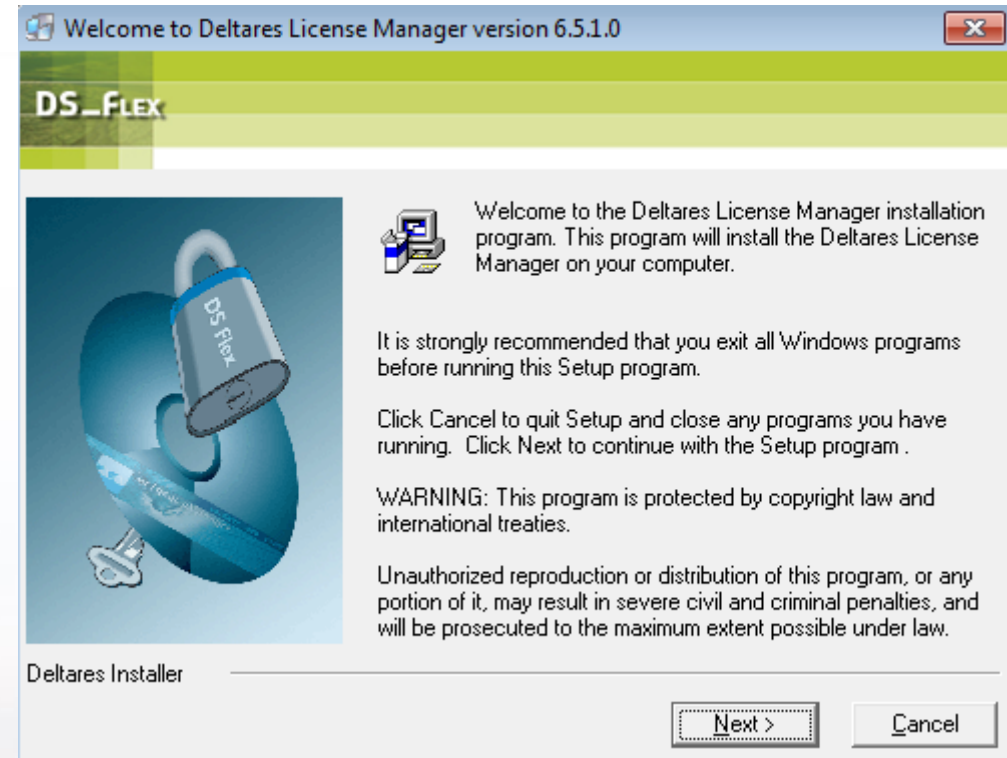 Welcome to Deltares License Manager version 6.5.1.0
DS_FLEX
DS Flex
Welcome to the Deltares License Manager installation
program. This program will install the Deltares License
Manager on your computer.
It is strongly recommended that you exit all Windows programs
before running this Setup program.
Click Cancel to quit Setup and close any programs you have
running.  Click Next to continue with the Setup program .
WARNING: This program is protected by copyright law and
international treaties.
Unauthorized reproduction or distribution of this program, or any
portion of it, may result in severe civil and criminal penalties, and
will be prosecuted to the maximum extent possible under law.
Deltares Installer
Next >
Cancel